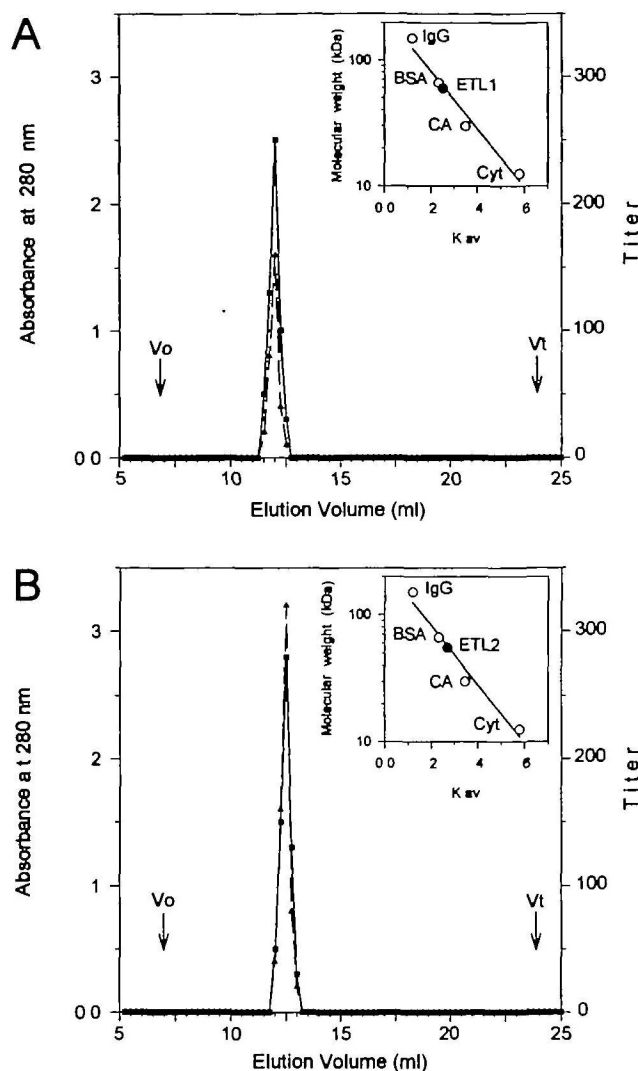 A
Absorbance at 280 nm
3
2
1
0 0
5
10
15
20
25
Elution Volume (ml)
300
200
100
0
Titer
Vo
Vt
Molecular weight (kDa)
100
10
0 0
2
4
6
K av
IgG
BSA
ETL1
CA
Cyt
B
Absorbance a t 280 nm
3
2
1
0 0
5
10
15
20
25
Elution Volume (ml)
300
200
100
0
Titer
Vo
Vt
Molecular weight (kDa)
100
10
0 0
2
4
6
K av
IgG
BSA
ETL2
CA
Cyt